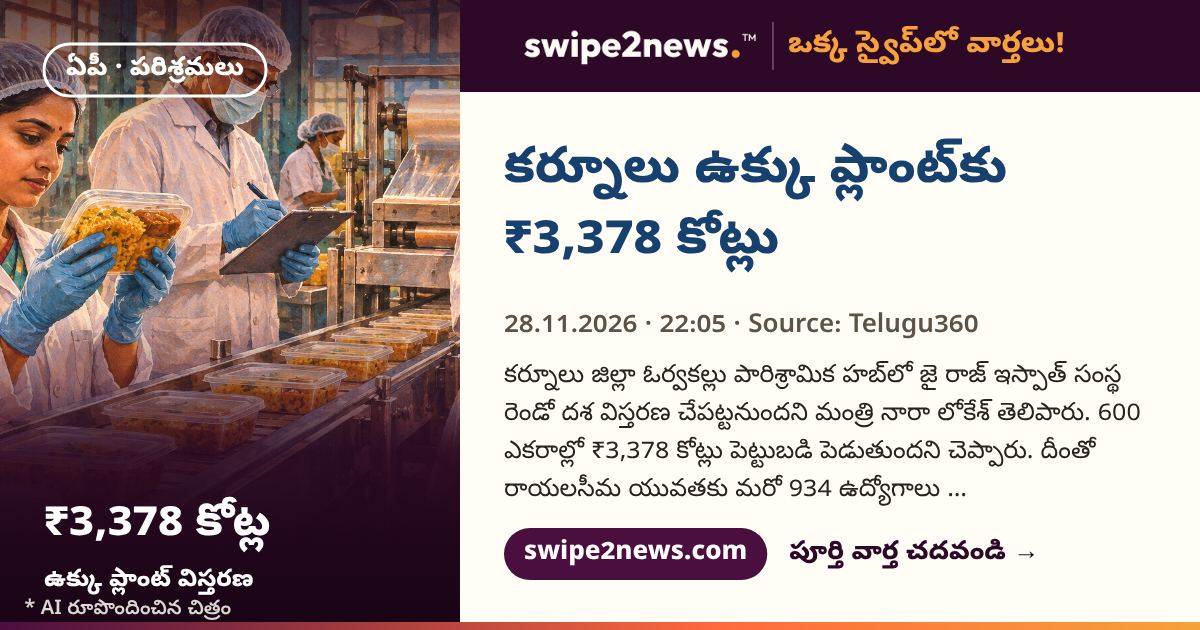 ఏపీ · పరిశ్రమలు
swipe2news.™ | ఒక్క స్వైప్‌లో వార్తలు!
కర్నూలు ఉక్కు ప్లాంట్‌కు
₹3,378 కోట్లు
28.11.2026 · 22:05 · Source: Telugu360
కర్నూలు జిల్లా ఓర్వకల్లు పారిశ్రామిక హబ్‌లో జై రాజ్ ఇస్పాత్ సంస్థ
రెండో దశ విస్తరణ చేపట్టనుందని మంత్రి నారా లోకేశ్ తెలిపారు. 600
ఎకరాల్లో ₹3,378 కోట్లు పెట్టుబడి పెడుతుందని చెప్పారు. దీంతో
రాయలసీమ యువతకు మరో 934 ఉద్యోగాలు ...
swipe2news.com పూర్తి వార్త చదవండి →
₹3,378 కోట్ల
ఉక్కు ప్లాంట్ విస్తరణ
* AI రూపొందించిన చిత్రం